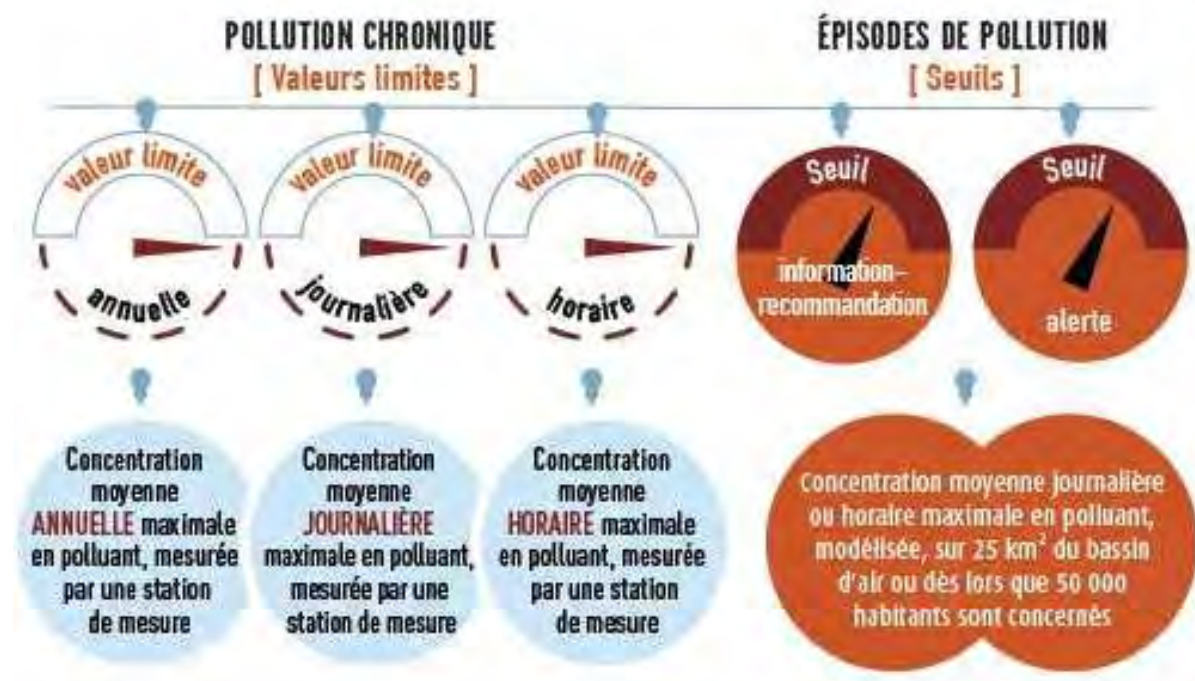 POLLUTION CHRONIQUE
[ Valeurs limites ]
ÉPISODES DE POLLUTION
[ Seuils ]
valeur limite
annuelle
valeur limite
journalière
valeur limite
horaire
Seuil
information-
recommandation
Seuil
alerte
Concentration
moyenne
ANNUELLE maximale
en polluant, mesurée
par une station
de mesure
Concentration
moyenne
JOURNALIÈRE
maximale en polluant,
mesurée par une
station de mesure
Concentration
moyenne
HORAIRE maximale
en polluant, mesurée
par une station
de mesure
Concentration moyenne journalière
ou horaire maximale en polluant,
modélisée, sur 25 km² du bassin
d'air ou dès lors que 50 000
habitants sont concernés